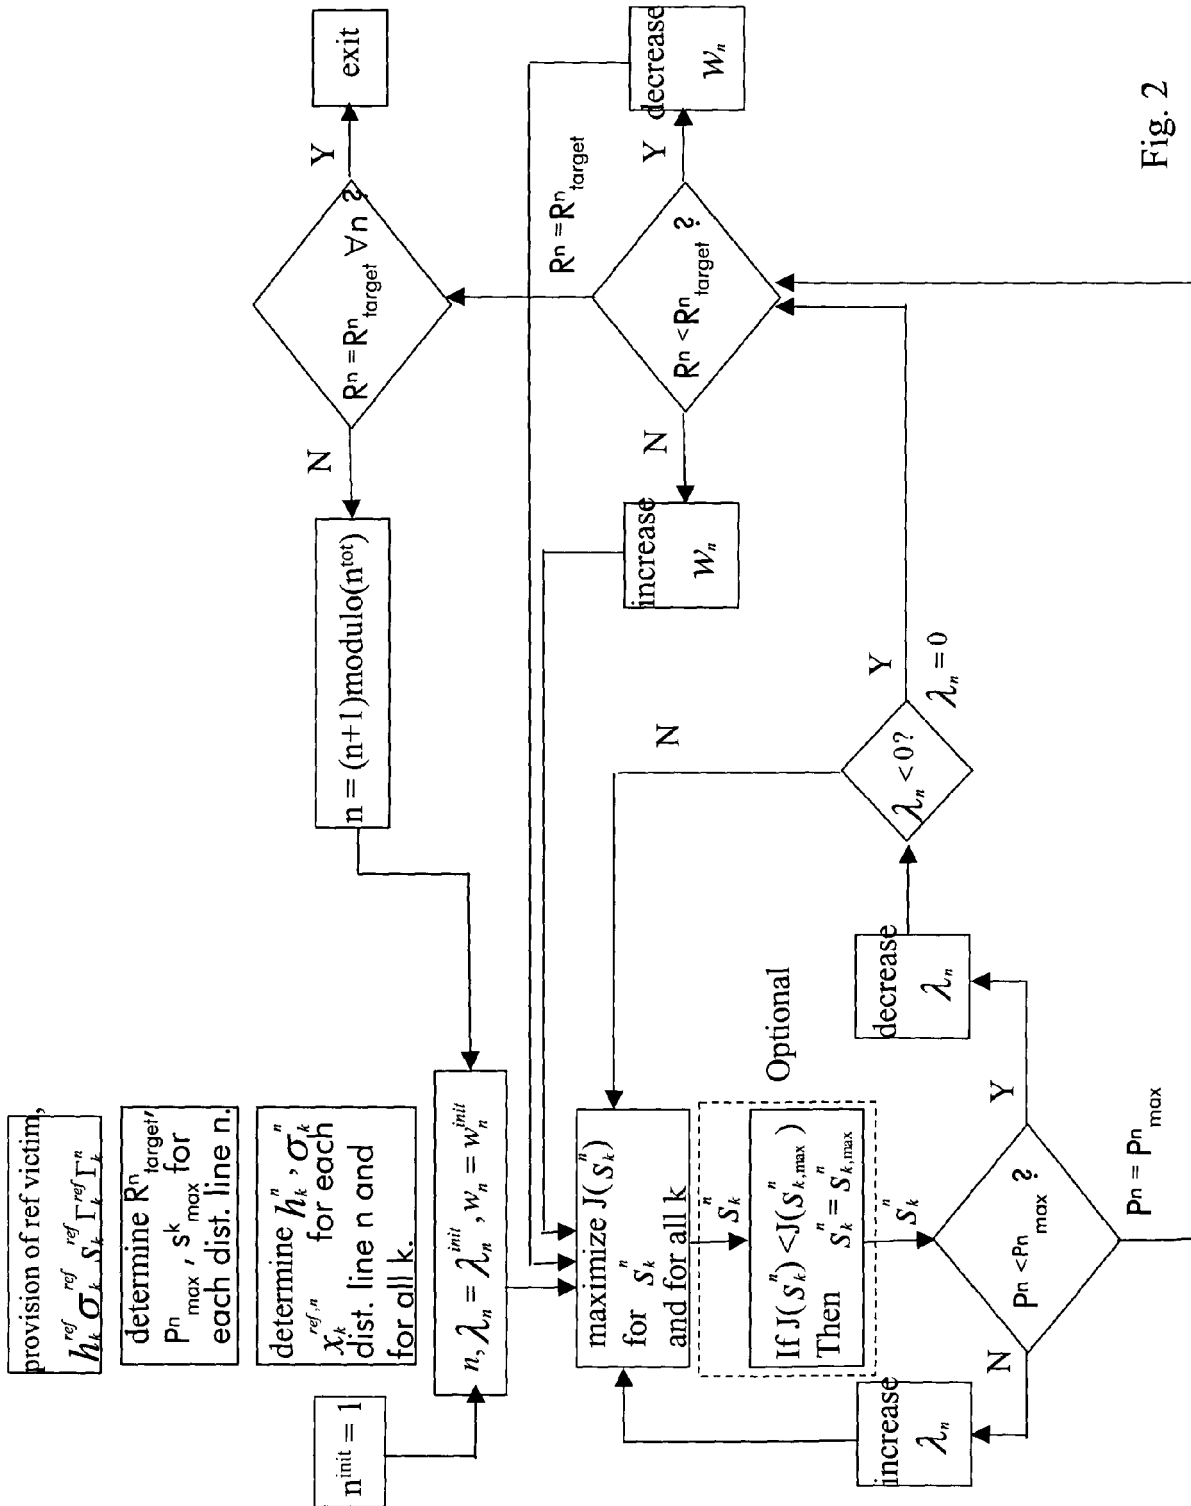 provision of ref victim,
h_k^ref σ_k^ref s_k^ref Γ_k^ref Γ_k^n
determine R^n_target,
P^n_max, s^k_max for
each dist. line n.
determine h_k^n, σ_k^n
x_k^ref,n for each
dist. line n and
for all k.
n^init = 1
n, λ_n = λ_n^init, w_n = w_n^init
n = (n+1)modulo(n^tot)
N
R^n = R^n_target ∀n ?
Y
exit
maximize J(s_k^n)
for s_k^n
and for all k
s_k^n
Optional
If J(s_k^n) < J(s_k,max^n)
Then
s_k^n = s_k,max^n
s_k^n
P^n < P^n_max ?
N
increase
λ_n
Y
decrease
λ_n
P^n = P^n_max
λ_n < 0?
N
Y
λ_n = 0
R^n < R^n_target ?
N
increase
w_n
Y
decrease
w_n
R^n = R^n_target
Fig. 2